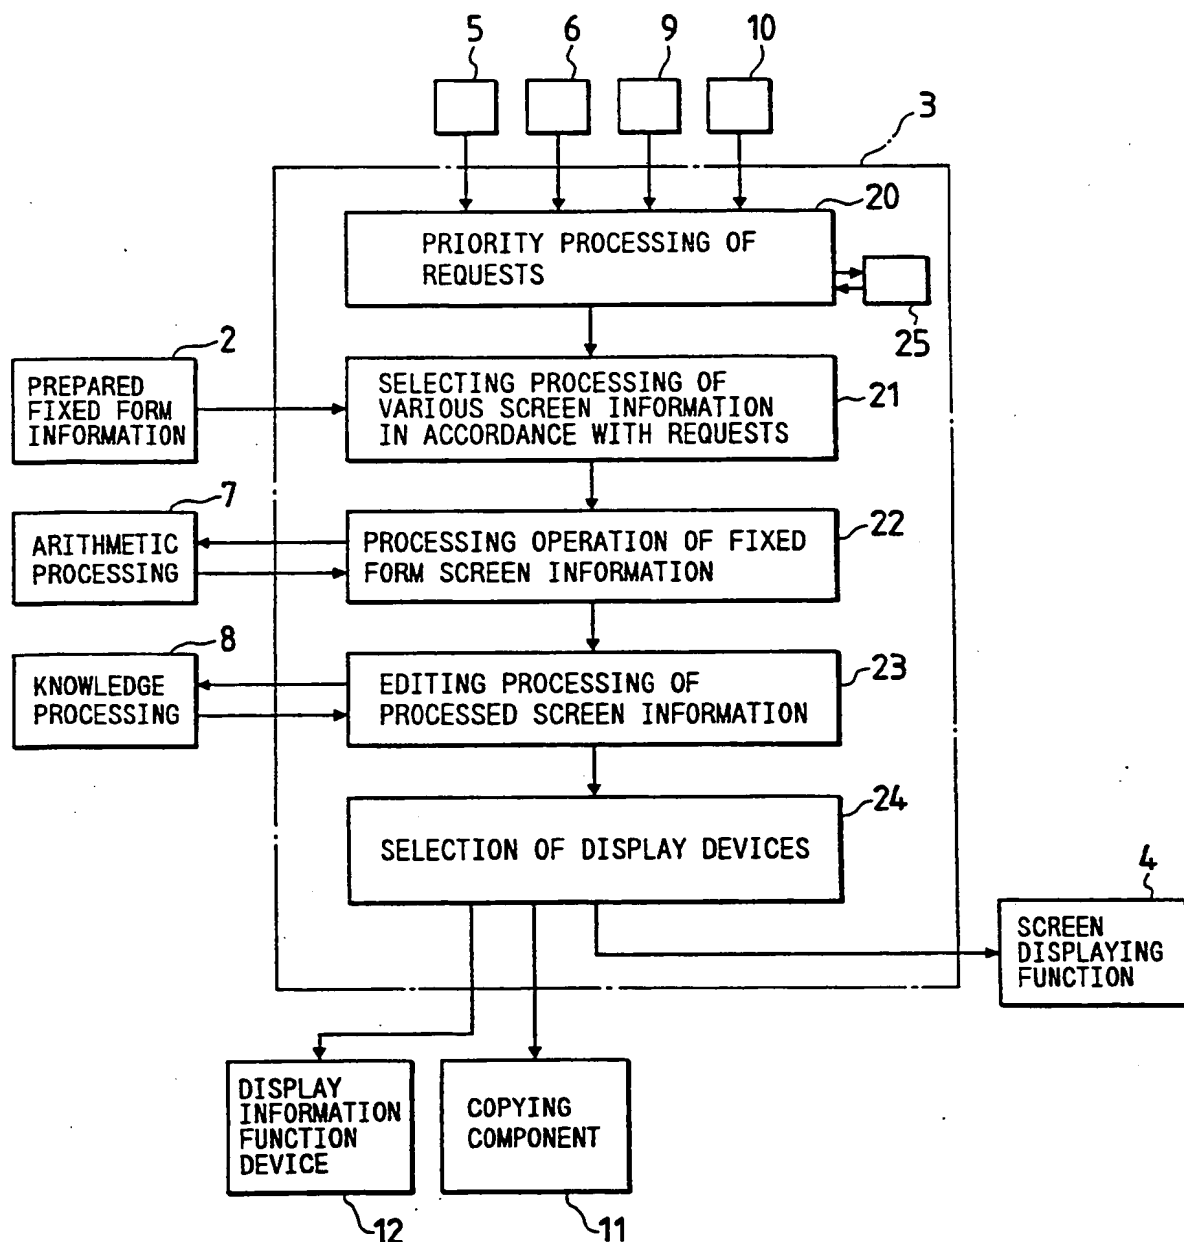 5
6
9
10
3
20
PRIORITY PROCESSING OF
REQUESTS
25
2
PREPARED
FIXED FORM
INFORMATION
SELECTING PROCESSING OF
VARIOUS SCREEN INFORMATION
IN ACCORDANCE WITH REQUESTS
21
7
ARITHMETIC
PROCESSING
PROCESSING OPERATION OF FIXED
FORM SCREEN INFORMATION
22
8
KNOWLEDGE
PROCESSING
EDITING PROCESSING OF
PROCESSED SCREEN INFORMATION
23
24
SELECTION OF DISPLAY DEVICES
4
SCREEN
DISPLAYING
FUNCTION
DISPLAY
INFORMATION
FUNCTION
DEVICE
12
COPYING
COMPONENT
11